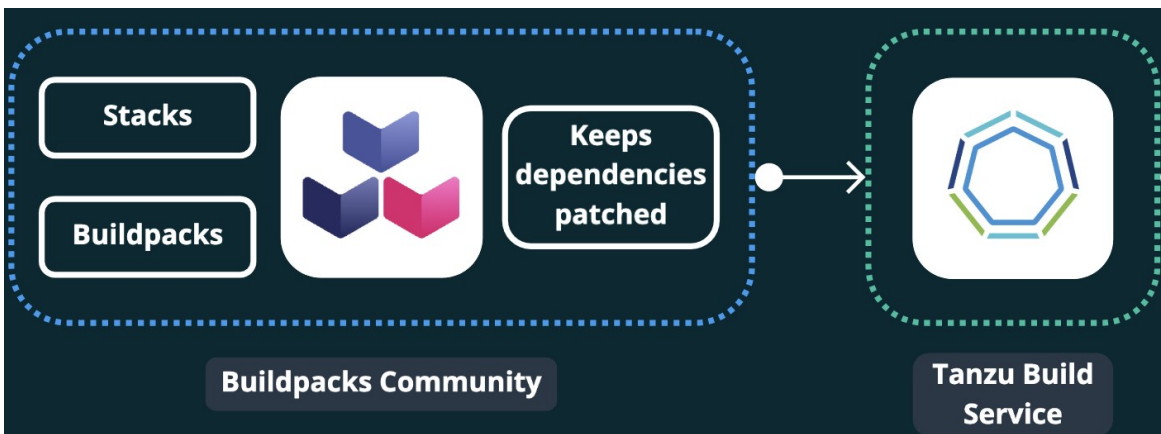 Stacks
Buildpacks
Keeps
dependencies
patched
Buildpacks Community
Tanzu Build
Service